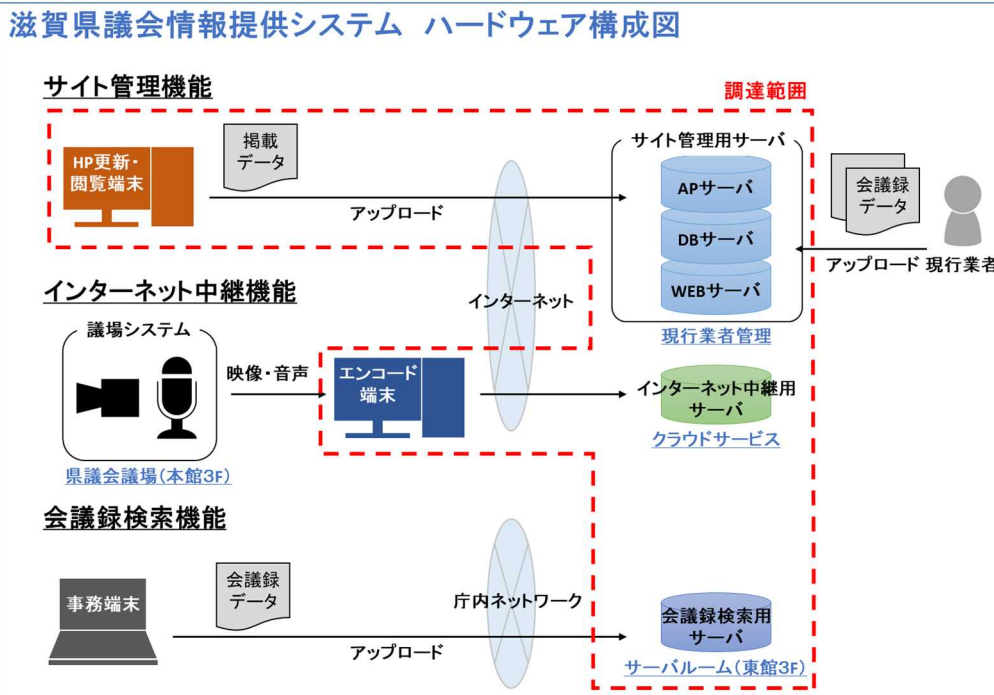 滋賀県議会情報提供システム ハードウェア構成図
サイト管理機能
調達範囲
HP更新・
閲覧端末
掲載
データ
アップロード
サイト管理用サーバ
APサーバ
DBサーバ
WEBサーバ
現行業者管理
会議録
データ
アップロード
現行業者
インターネット
インターネット中継機能
議場システム
県議会議場(本館3F)
映像・音声
エンコード
端末
インターネット中継用
サーバ
クラウドサービス
会議録検索機能
事務端末
会議録
データ
アップロード
庁内ネットワーク
会議録検索用
サーバ
サーバルーム(東館3F)